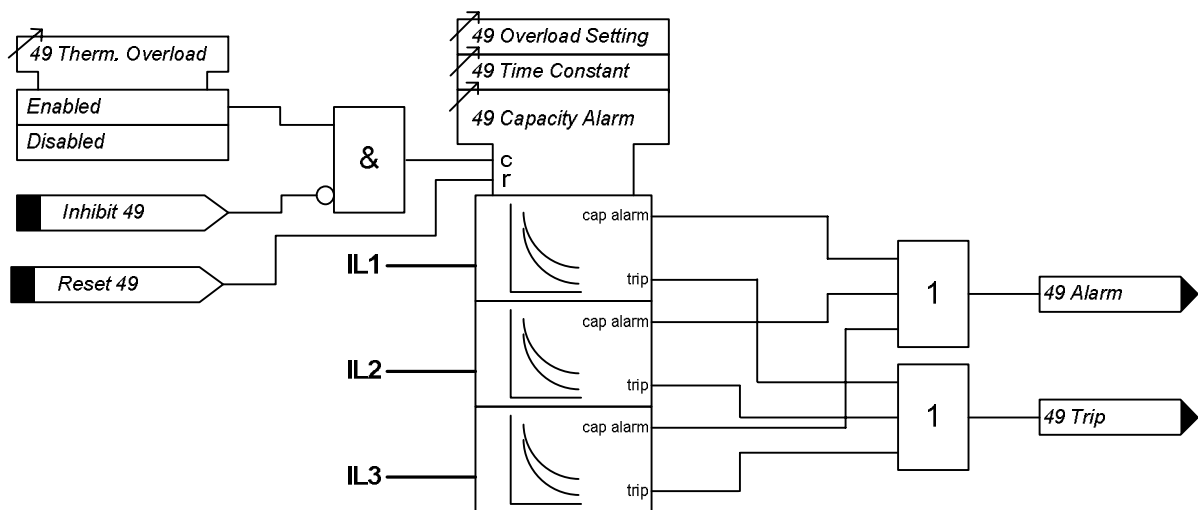 49 Therm. Overload
Enabled
Disabled
Inhibit 49
Reset 49
&
49 Overload Setting
49 Time Constant
49 Capacity Alarm
c
r
IL1
cap alarm
trip
IL2
cap alarm
trip
IL3
cap alarm
trip
1
49 Alarm
1
49 Trip